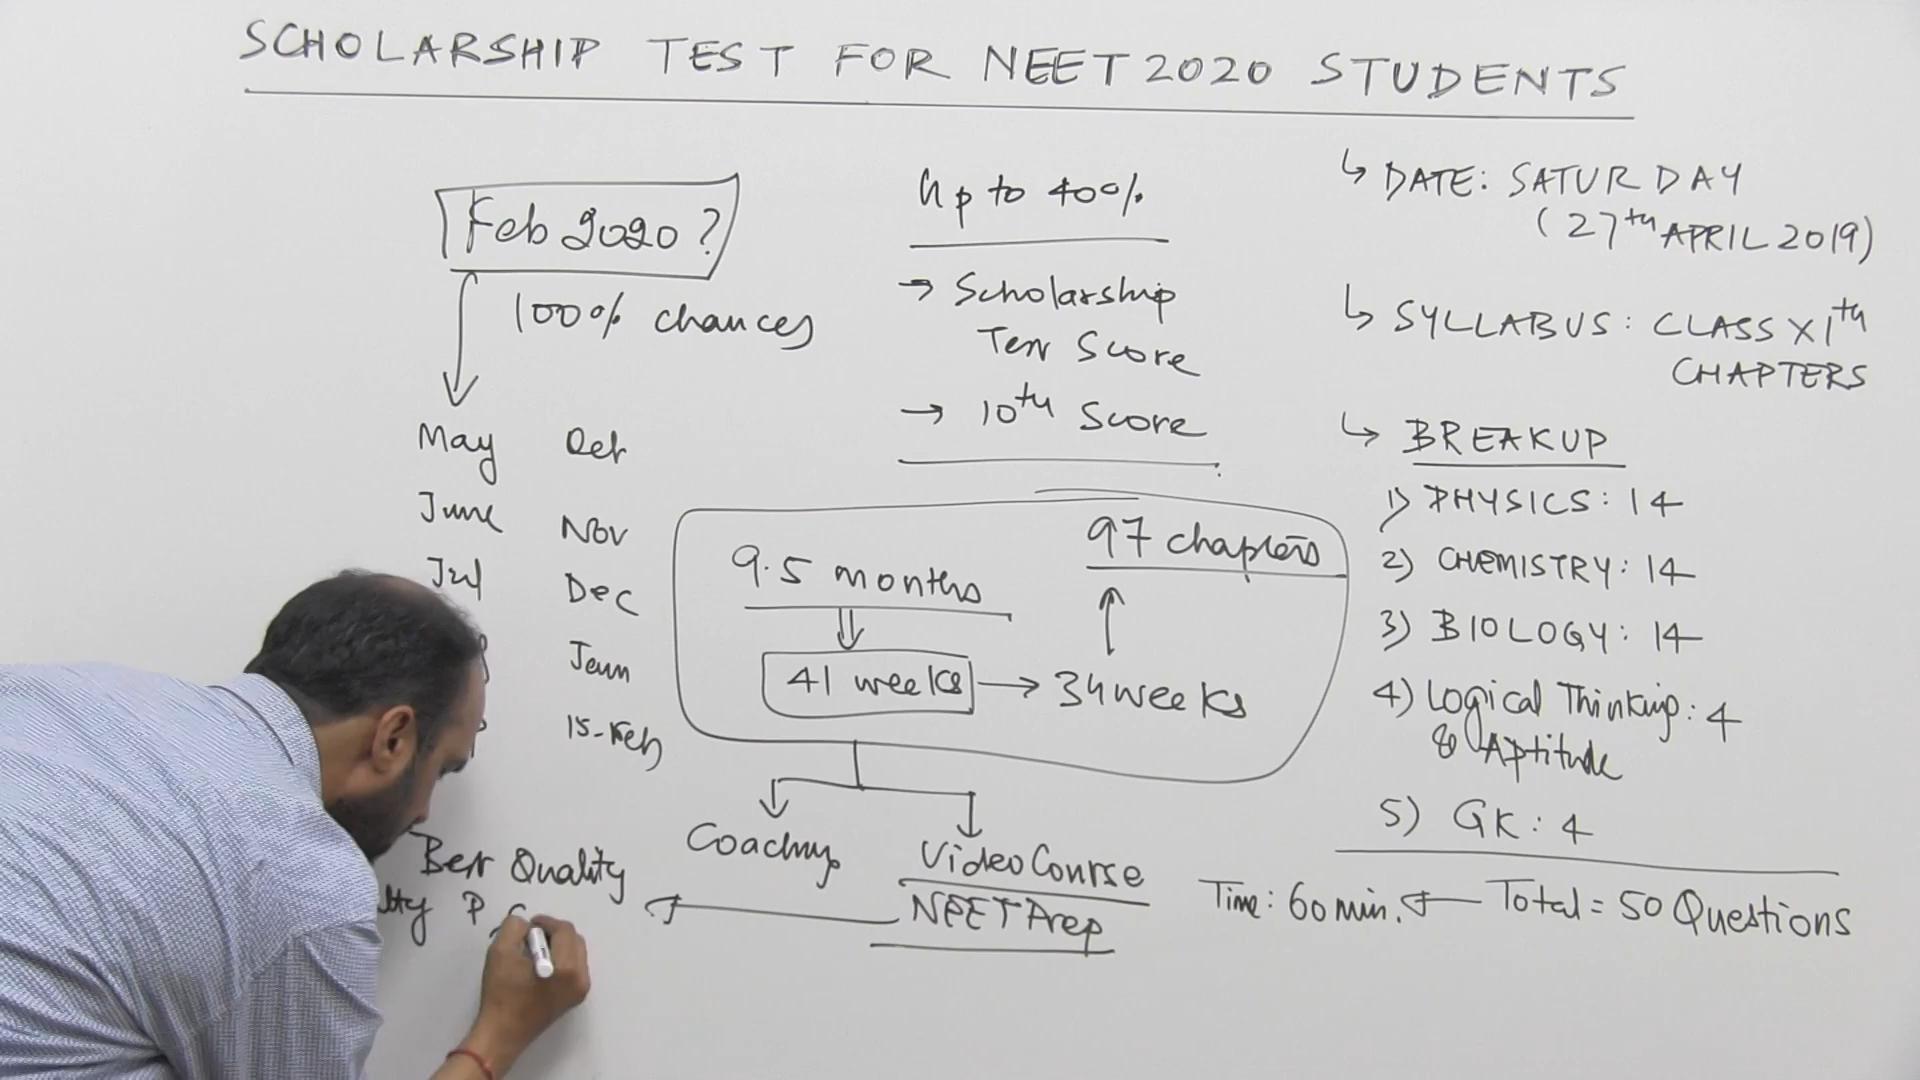 SCHOLARSHIP TEST FOR NEET 2020 STUDENTS
Feb 2020 ?
100% chances
May Oct
June Nov
Jul Dec
Jan
15-Feb
Up to 40%
→ Scholarship
Test Score
→ 10th Score
9.5 months
97 chapters
41 weeks → 34 weeks
Coaching
Video Course
NEET Prep
Best Quality
↳ DATE: SATURDAY
(27th APRIL 2019)
↳ SYLLABUS: CLASS XIth
CHAPTERS
↳ BREAKUP
1) PHYSICS: 14
2) CHEMISTRY: 14
3) BIOLOGY: 14
4) Logical Thinking: 4
& Aptitude
5) GK: 4
Time: 60 min. ← Total = 50 Questions